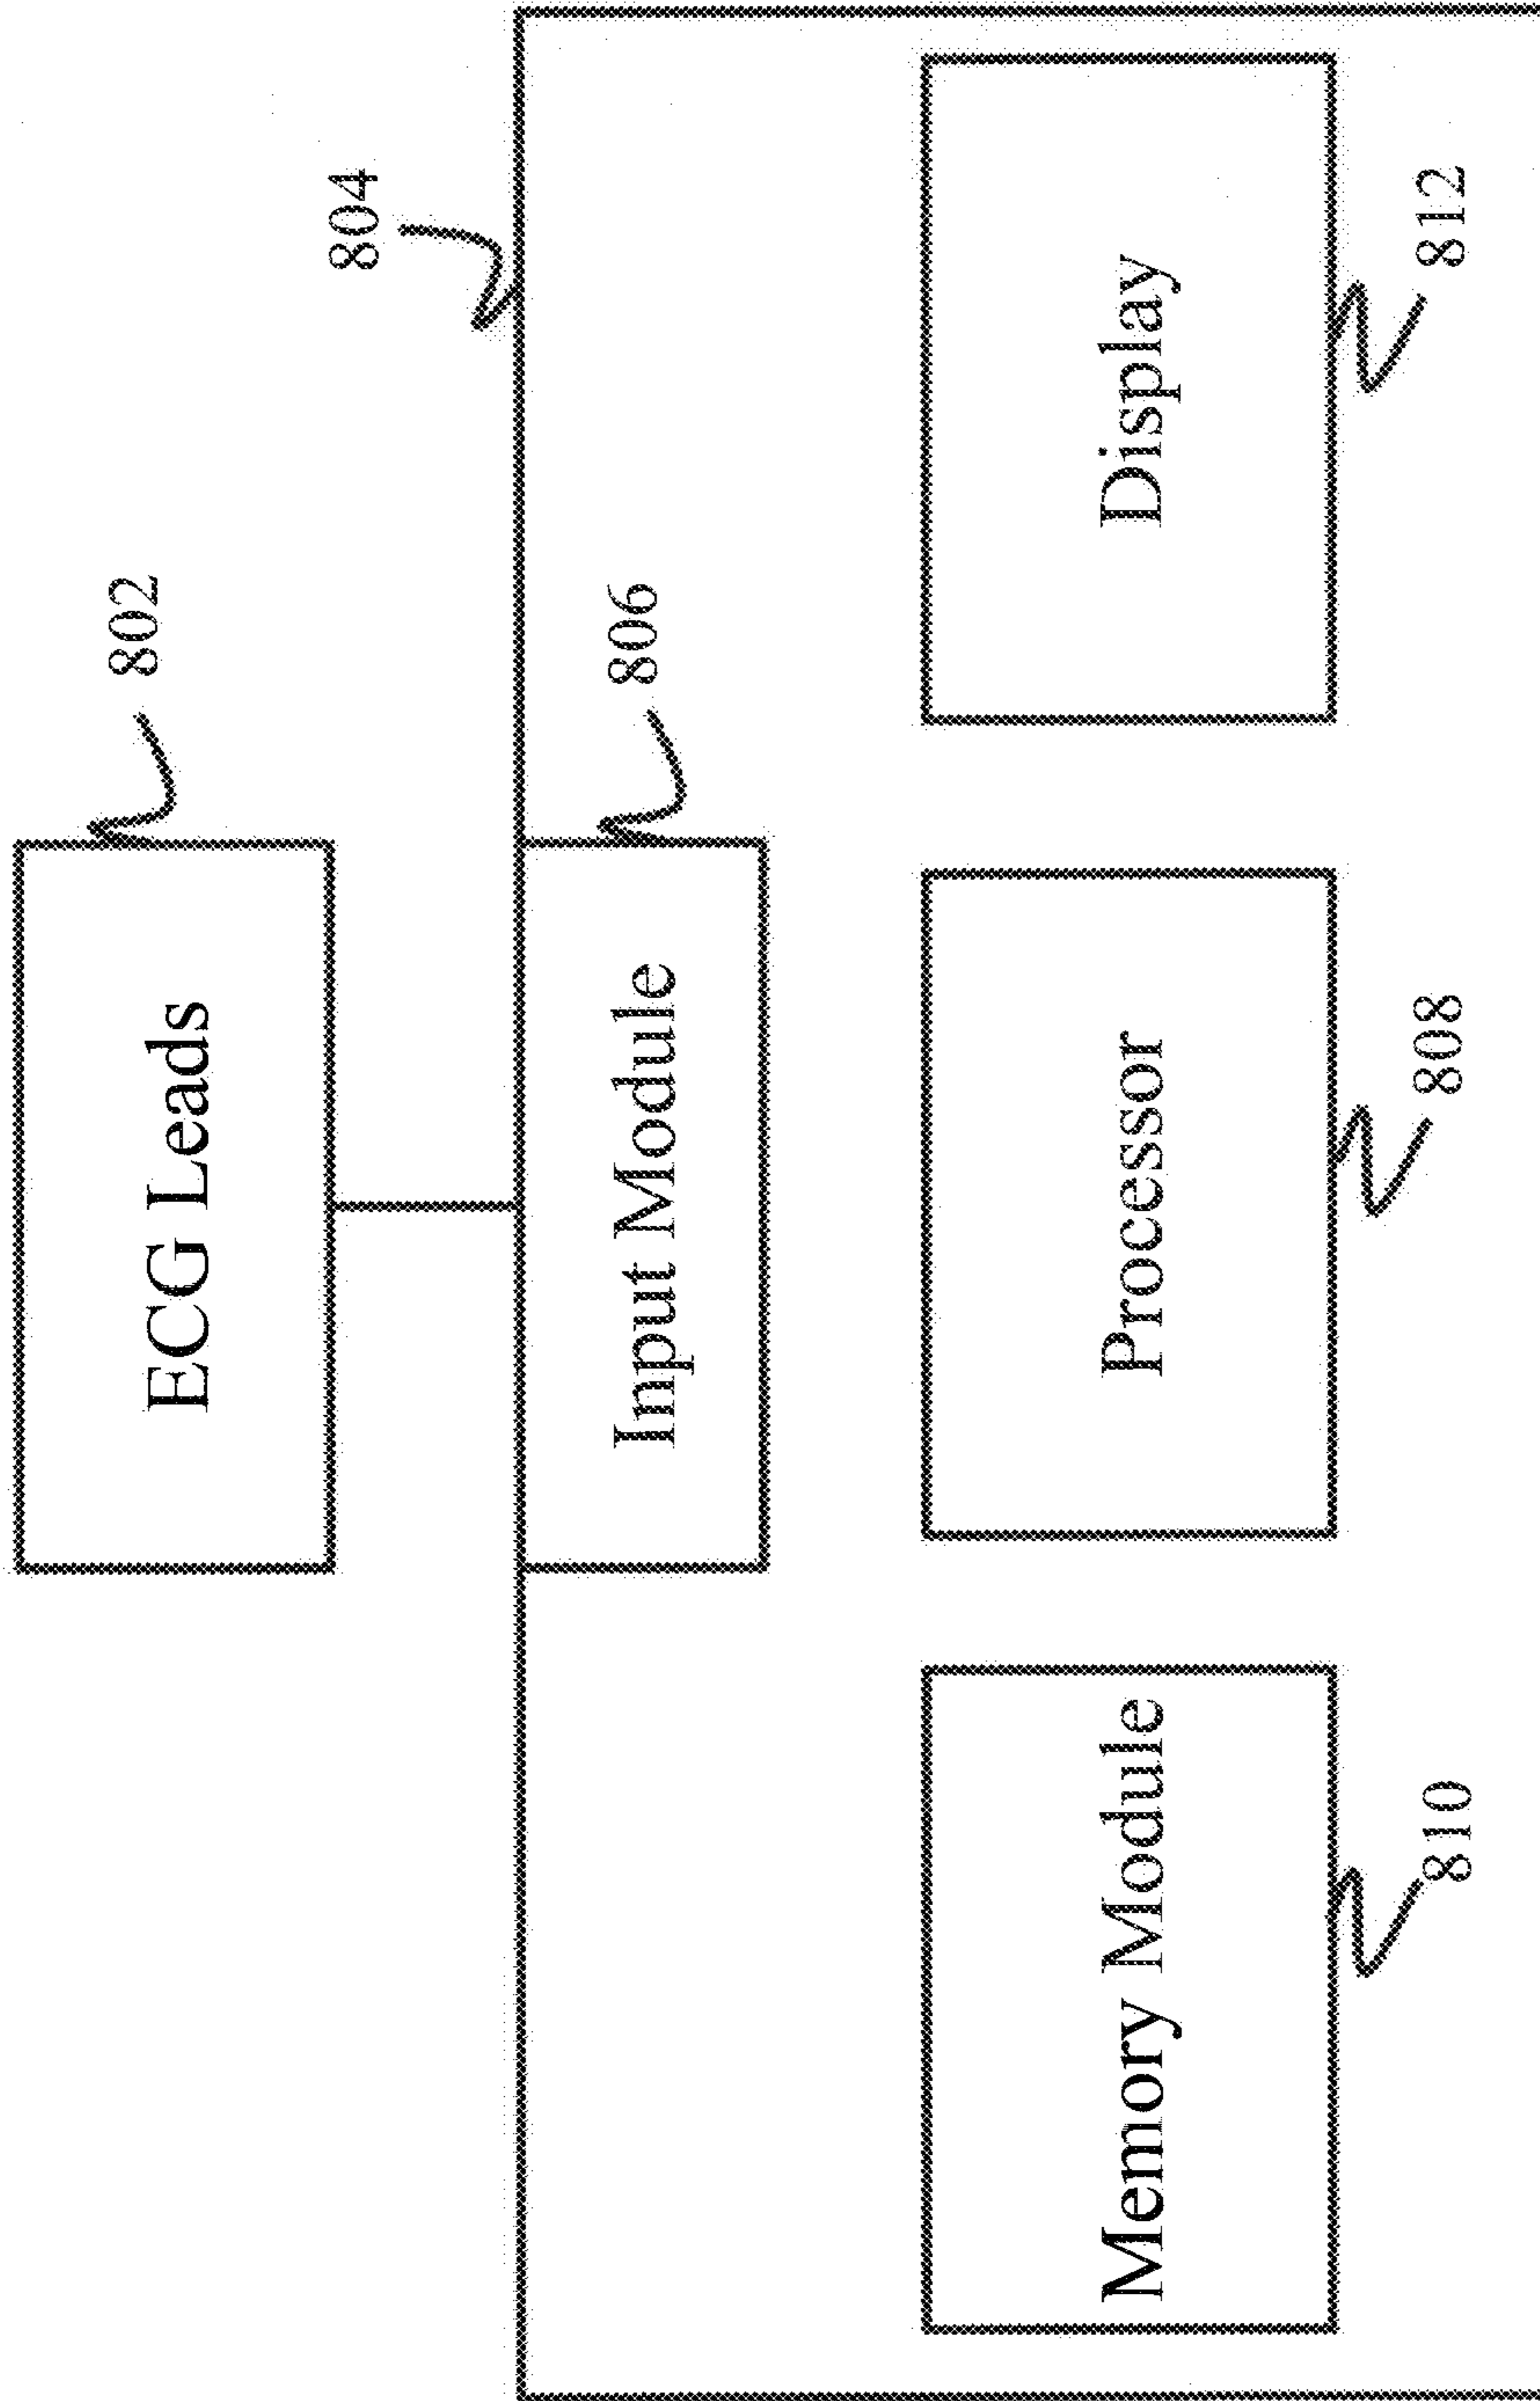 ECG Leads
802
804
Input Module
806
Memory Module
Processor
Display
810
808
812